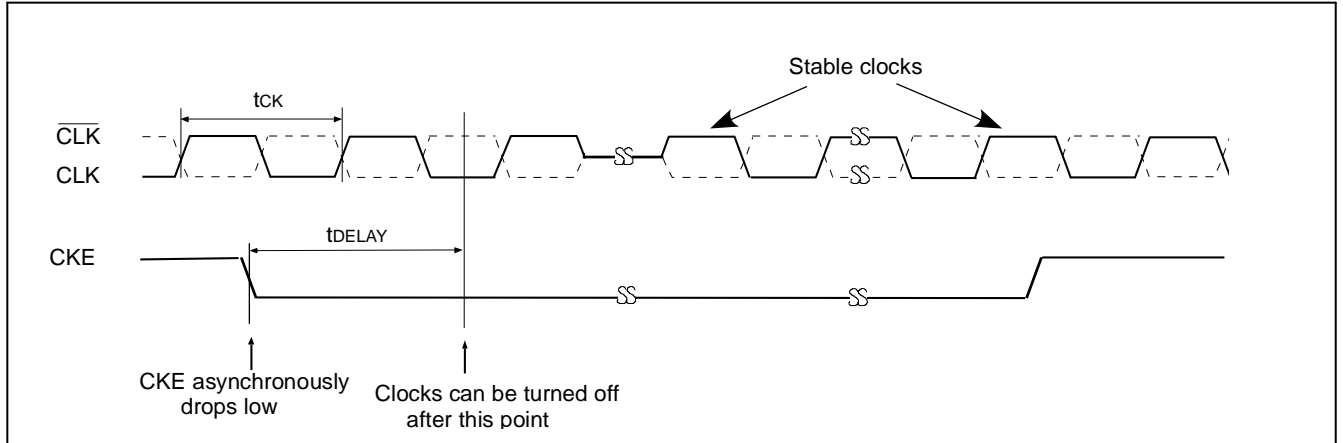 Stable clocks
tCK
CLK
CLK
tDELAY
CKE
CKE asynchronously
drops low
Clocks can be turned off
after this point